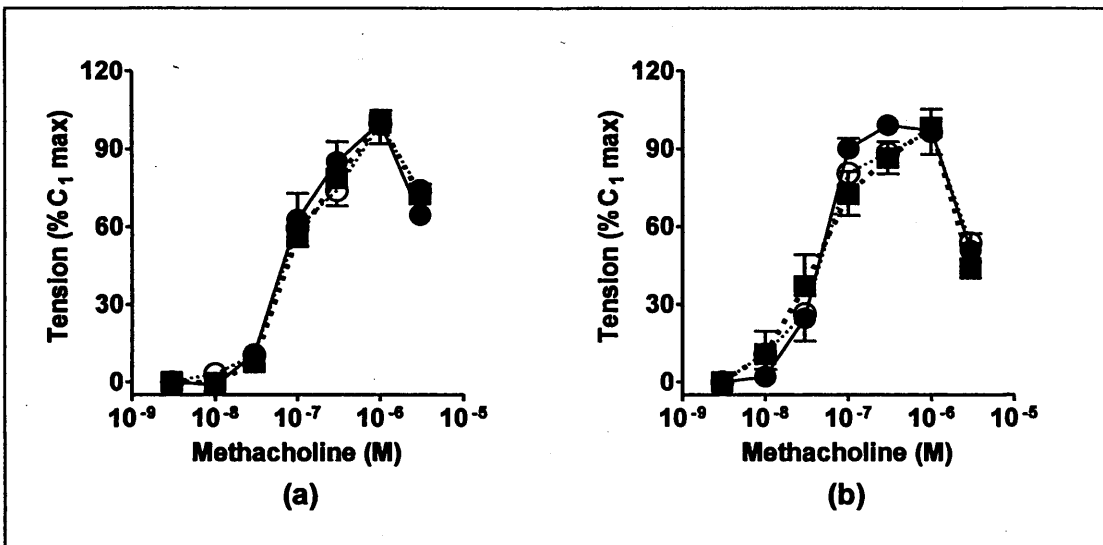 120
90
60
30
0
Tension (%C₁ max)
10⁻⁹ 10⁻⁸ 10⁻⁷ 10⁻⁶ 10⁻⁵
Methacholine (M)
(a)
120
90
60
30
0
Tension (%C₁ max)
10⁻⁹ 10⁻⁸ 10⁻⁷ 10⁻⁶ 10⁻⁵
Methacholine (M)
(b)